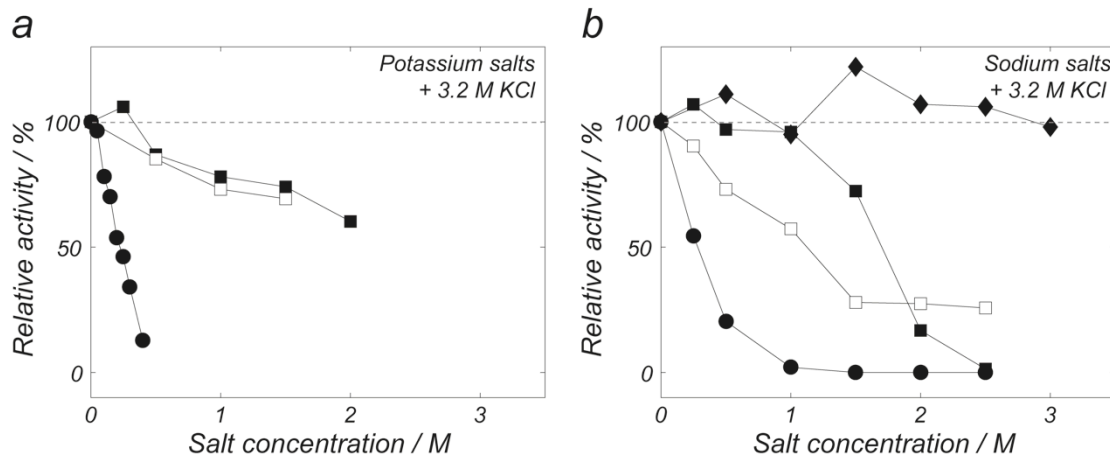 a
Potassium salts
+ 3.2 M KCl
Relative activity / %
100
50
0
0
1
2
3
Salt concentration / M
b
Sodium salts
+ 3.2 M KCl
Relative activity / %
100
50
0
0
1
2
3
Salt concentration / M